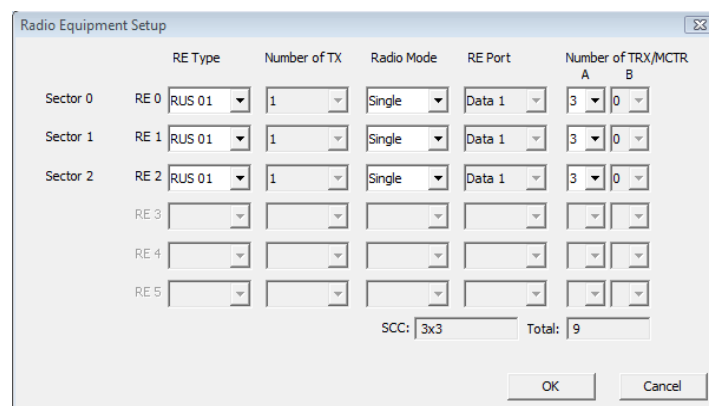 Radio Equipment Setup
RE Type Number of TX Radio Mode RE Port Number of TRX/MCTR
A B
Sector 0 RE 0 RUS 01 1 Single Data 1 3 0
Sector 1 RE 1 RUS 01 1 Single Data 1 3 0
Sector 2 RE 2 RUS 01 1 Single Data 1 3 0
RE 3
RE 4
RE 5
SCC: 3x3 Total: 9
OK Cancel